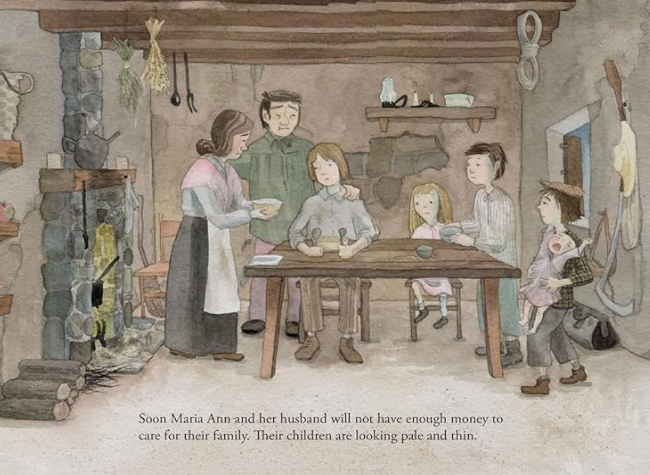 Soon Maria Ann and her husband will not have enough money to
care for their family. Their children are looking pale and thin.